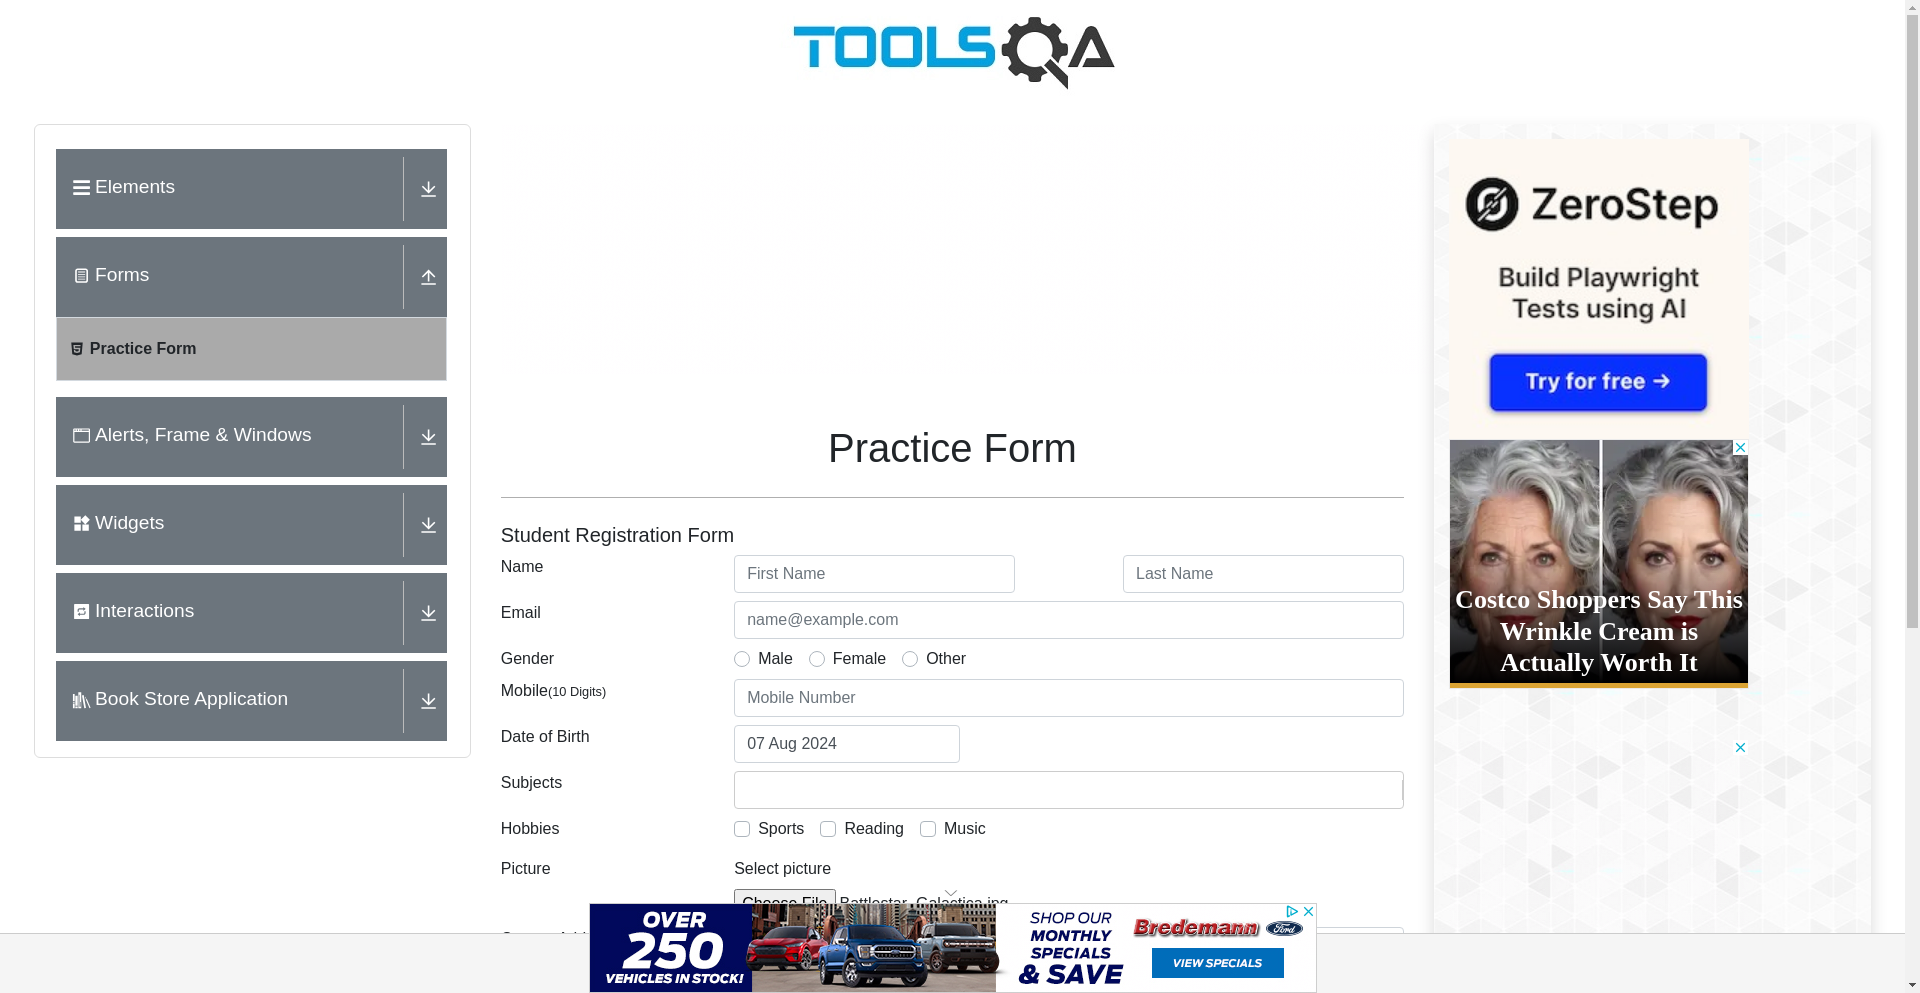 TOOLSQA
Elements
Forms
Practice Form
Alerts, Frame & Windows
Widgets
Interactions
Book Store Application
Practice Form
Student Registration Form
Name
First Name
Last Name
Email
name@example.com
Gender
Male
Female
Other
Mobile(10 Digits)
Mobile Number
Date of Birth
07 Aug 2024
Subjects
Hobbies
Sports
Reading
Music
Picture
Select picture
Choose File
Battlestar_Galactica.jpg
ZeroStep
Build Playwright
Tests using AI
Try for free →
Costco Shoppers Say This
Wrinkle Cream is
Actually Worth It
OVER
250
VEHICLES IN STOCK!
SHOP OUR
MONTHLY
SPECIALS
& SAVE
Bredemann
Ford
VIEW SPECIALS